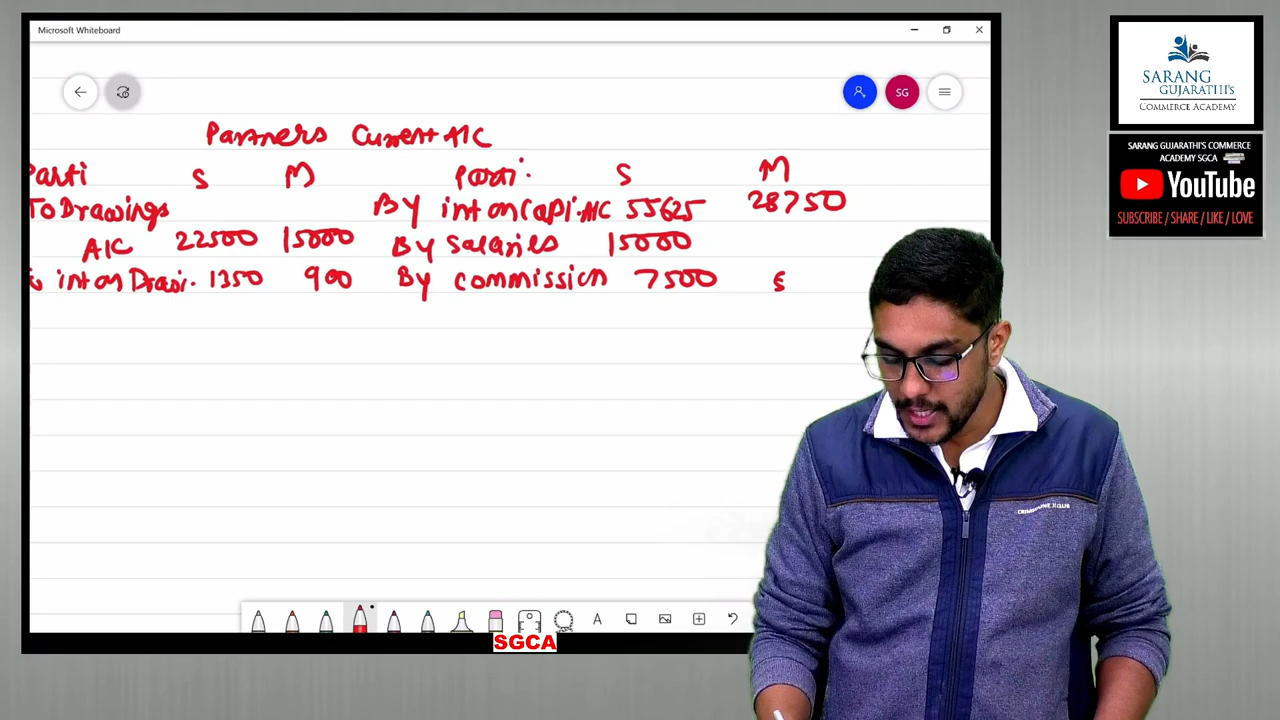 Microsoft Whiteboard
SG
Partners Current A/C
Parti S M Parti. S M
To Drawings By int on Capi. A/C 55625 28750
A/C 22500 15000 By Salaries 15000
int on Drawi. 1350 900 By commission 7500
SGCA
SARANG
GUJARATHI'S
COMMERCE ACADEMY
SARANG GUJARATHI'S COMMERCE
ACADEMY SGCA
YouTube
SUBSCRIBE / SHARE / LIKE / LOVE